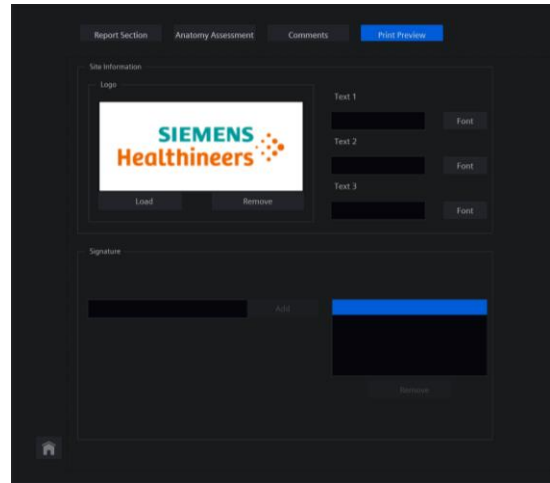 Report Section
Anatomy Assessment
Comments
Print Preview
Site Information
Logo
SIEMENS
Healthineers
Load
Remove
Text 1
Font
Text 2
Font
Text 3
Font
Signature
Add
Remove